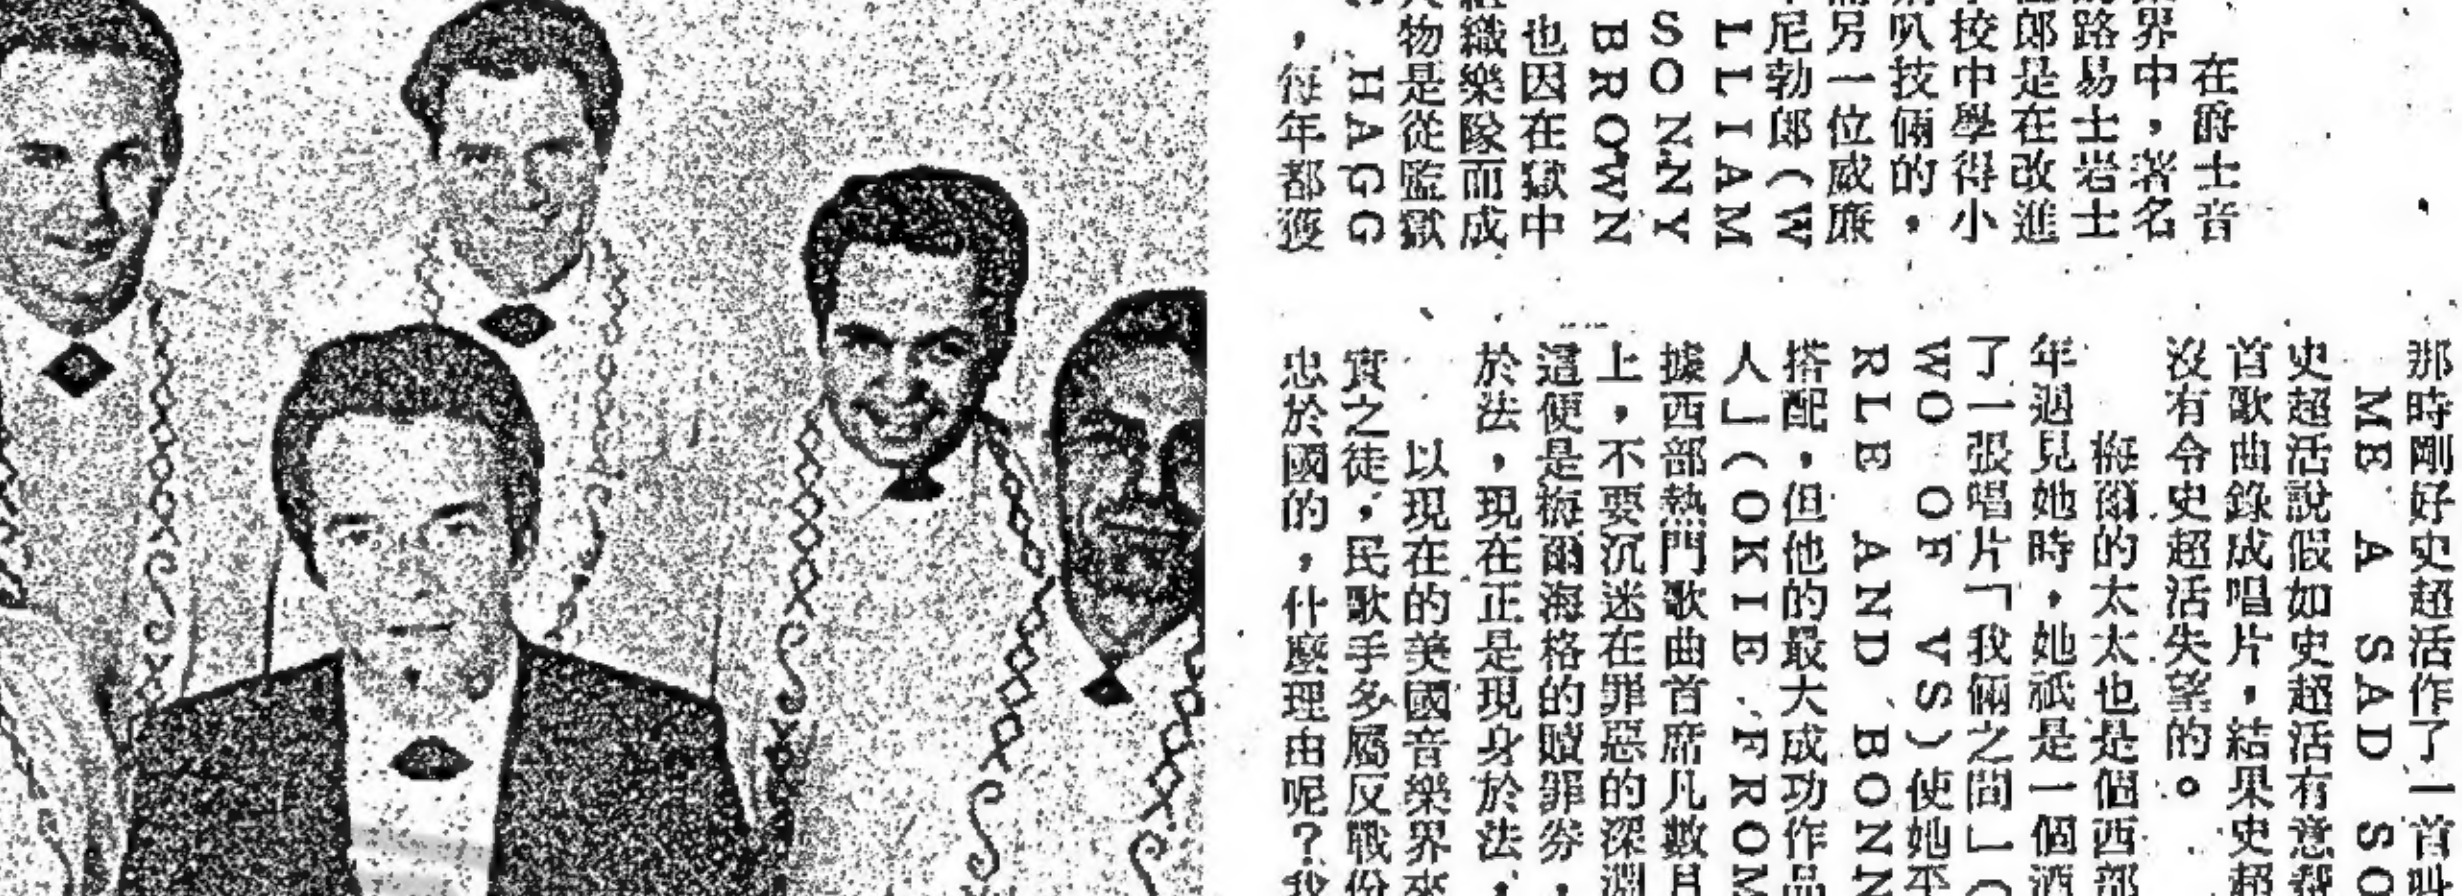 在爵士音
界中，著名
路易士岩士
郎是在改進
校中學得小
叭技倆的，
另一位威廉
尼勃郎（W
LLIAM
SONNY
BROWN
也因在獄中
織樂隊而成
物是從監獄
HAGG
，每年都獲
那時剛好史超活作了一首
ME A SAD SO
史超活說假如史超活有意
首歌曲錄成唱片，結果史超
沒有令史超活失望的。
梅爾的太太也是個西部
年遇見她時，她祇是一個酒
了一張唱片「我倆之間」（
WO OF VS）使她平
RLE AND BONN
搭配，但他的最大成功作品
人」（OKIE FROM
據西部熱門歌曲首席凡數月
上，不要沉迷在罪惡的深淵
這便是梅爾海格的贖罪券，
於法，現在正是現身於法，
以現在的美國音樂界來
實之徒，民歌手多屬反戰份
忠於國的，什麼理由呢？我